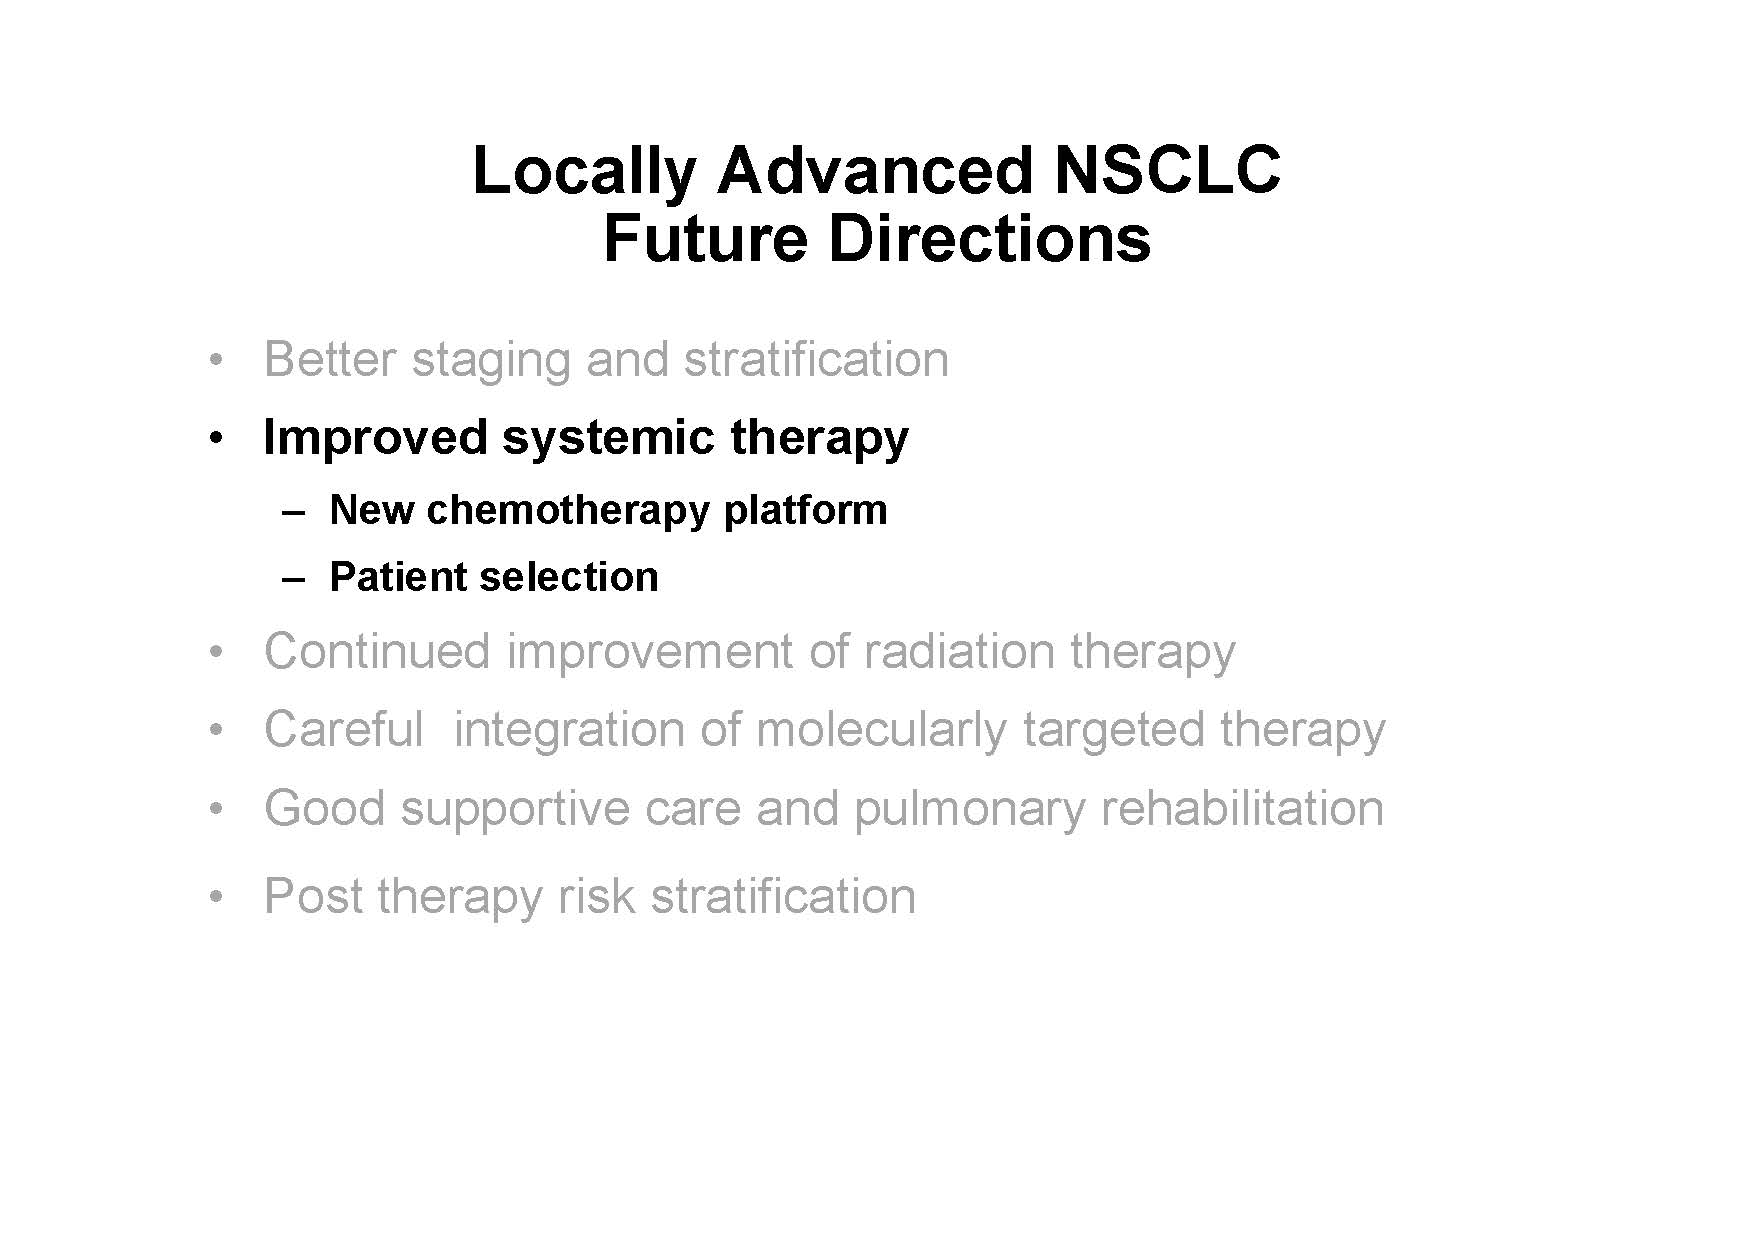 Locally Advanced NSCLC
Future Directions
• Better staging and stratification
• Improved systemic therapy
– New chemotherapy platform
– Patient selection
• Continued improvement of radiation therapy
• Careful integration of molecularly targeted therapy
• Good supportive care and pulmonary rehabilitation
• Post therapy risk stratification